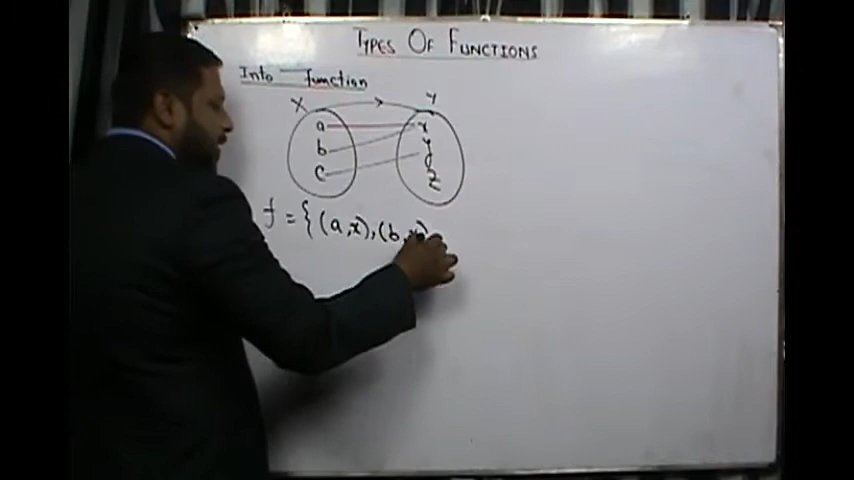 TYPES OF FUNCTIONS
Into function
X Y
a x
b y
c z
f = { (a,x), (b,x)